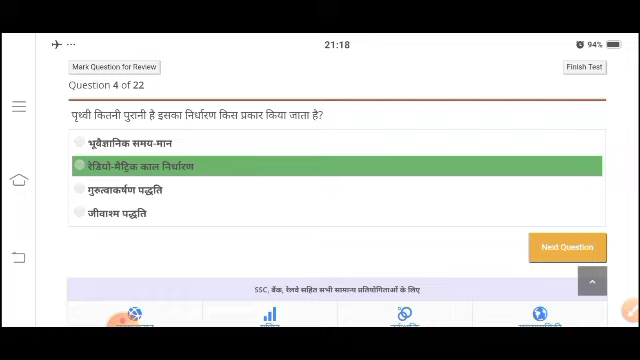 21:18
94%
Mark Question for Review
Finish Test
Question 4 of 22
पृथ्वी कितनी पुरानी है इसका निर्धारण किस प्रकार किया जाता है?
भूवैज्ञानिक समय-मान
रेडियो-मैट्रिक काल निर्धारण
गुरुत्वाकर्षण पद्धति
जीवाश्म पद्धति
Next Question
SSC, बैंक, रेलवे सहित सभी सामान्य प्रतियोगिताओं के लिए